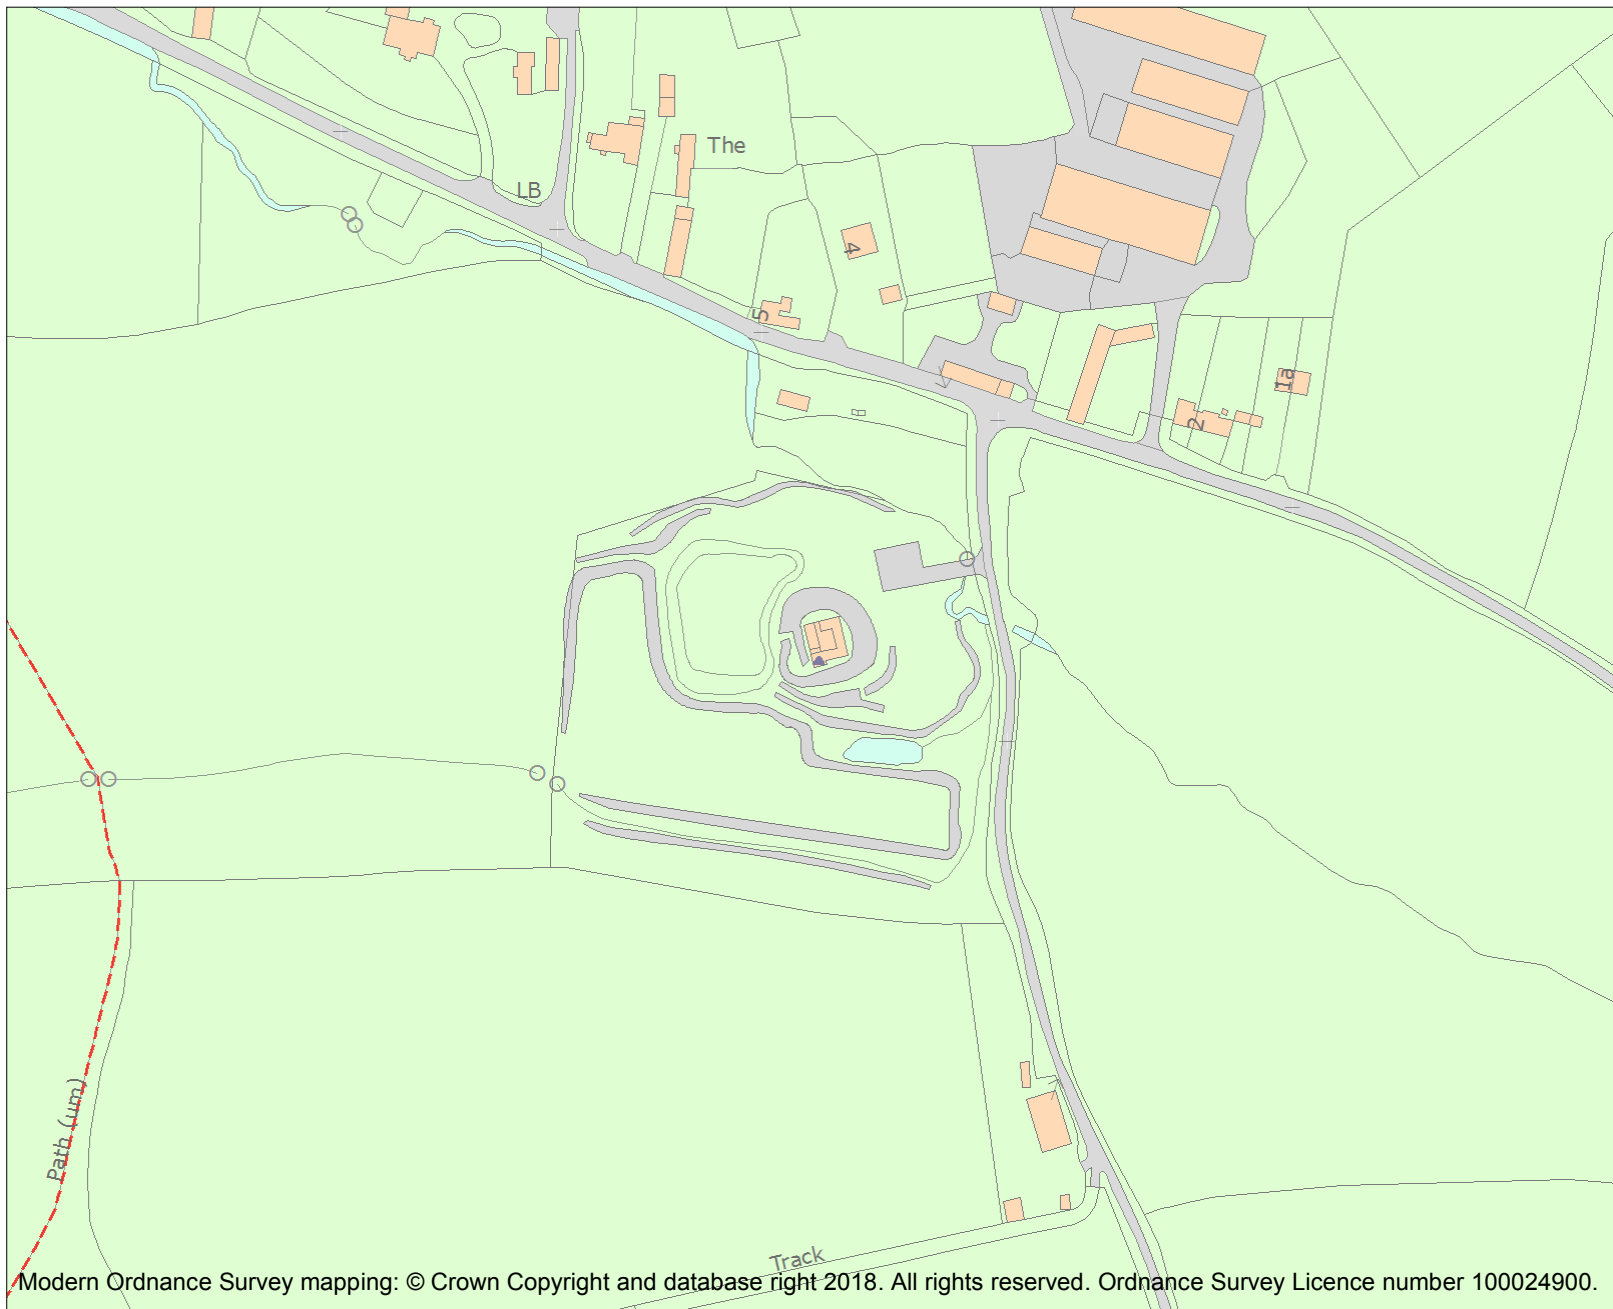 The
LB
4
5
1a
2
Path (um)
Track
Modern Ordnance Survey mapping: © Crown Copyright and database right 2018. All rights reserved. Ordnance Survey Licence number 100024900.